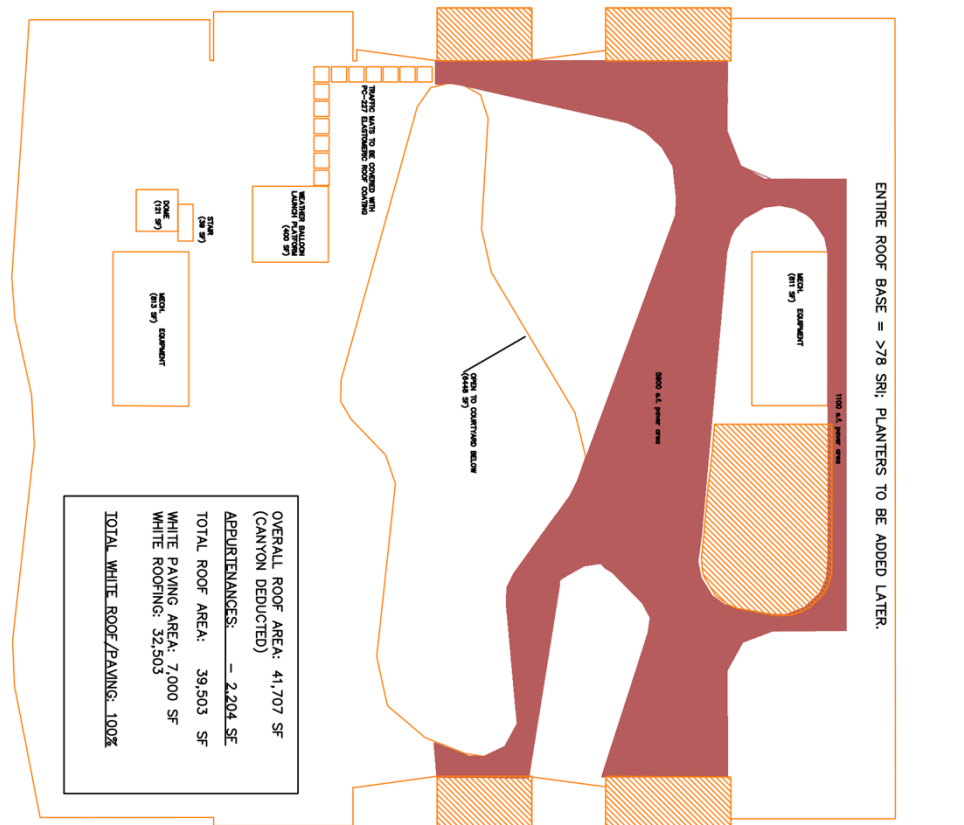 ENTIRE ROOF BASE = >78 SRI; PLANTERS TO BE ADDED LATER.
1100 s.f. paver area
MECH. EQUIPMENT
(811 SF)
5900 s.f. paver area
OPEN TO COURTYARD BELOW
(6448 SF)
TRAFFIC MATS TO BE COVERED WITH
PC-227 ELASTOMERIC ROOF COATING
WEATHER BALLOON
LAUNCH PLATFORM
(400 SF)
STAR
(39 SF)
DOME
(121 SF)
MECH. EQUIPMENT
(813 SF)
OVERALL ROOF AREA: 41,707 SF
(CANYON DEDUCTED)
APPURTENANCES: – 2,204 SF
TOTAL ROOF AREA: 39,503 SF
WHITE PAVING AREA: 7,000 SF
WHITE ROOFING: 32,503
TOTAL WHITE ROOF/PAVING: 100%